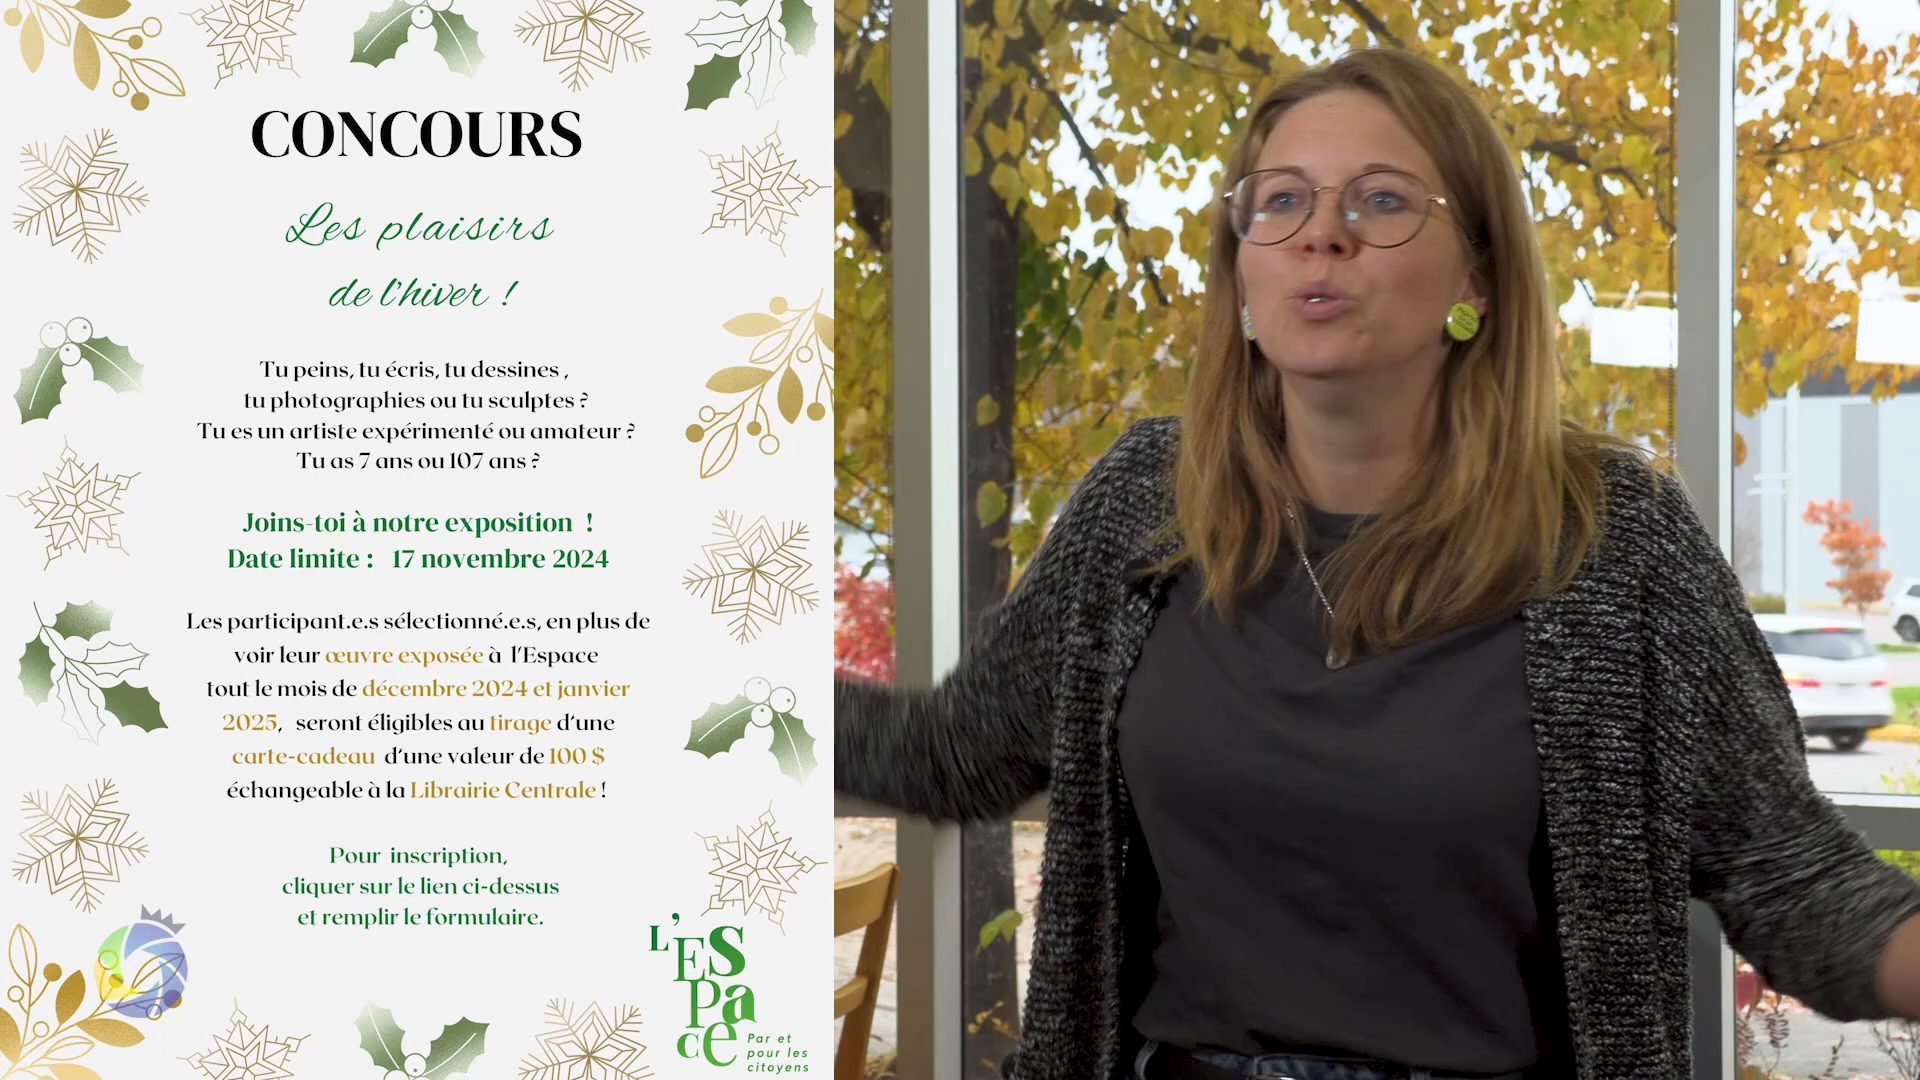 CONCOURS
Les plaisirs
de l'hiver !
Tu peins, tu écris, tu dessines ,
tu photographies ou tu sculptes ?
Tu es un artiste expérimenté ou amateur ?
Tu as 7 ans ou 107 ans ?
Joins-toi à notre exposition !
Date limite : 17 novembre 2024
Les participant.e.s sélectionné.e.s, en plus de
voir leur œuvre exposée à l'Espace
tout le mois de décembre 2024 et janvier
2025, seront éligibles au tirage d'une
carte-cadeau d'une valeur de 100 $
échangeable à la Librairie Centrale !
Pour inscription,
cliquer sur le lien ci-dessus
et remplir le formulaire.
L'ESPace
Par et
pour les
citoyens